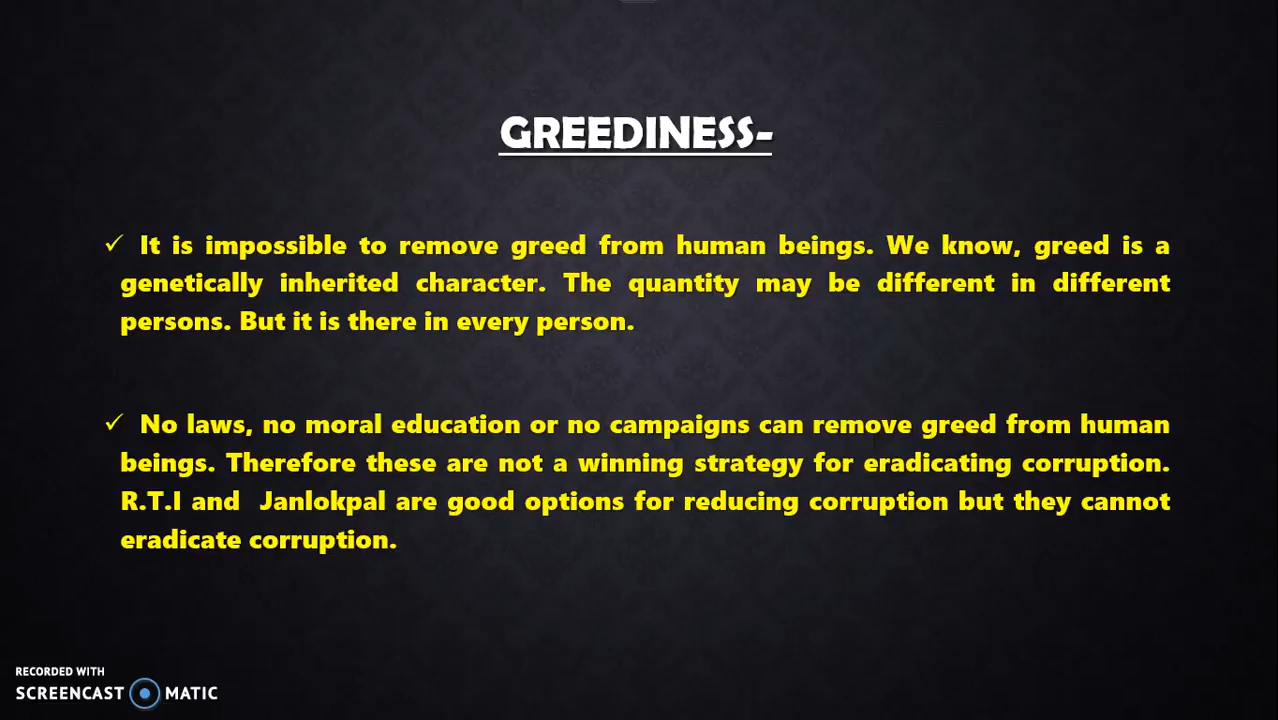 GREEDINESS-
✓ It is impossible to remove greed from human beings. We know, greed is a
genetically inherited character. The quantity may be different in different
persons. But it is there in every person.
✓ No laws, no moral education or no campaigns can remove greed from human
beings. Therefore these are not a winning strategy for eradicating corruption.
R.T.I and Janlokpal are good options for reducing corruption but they cannot
eradicate corruption.
RECORDED WITH
SCREENCAST MATIC